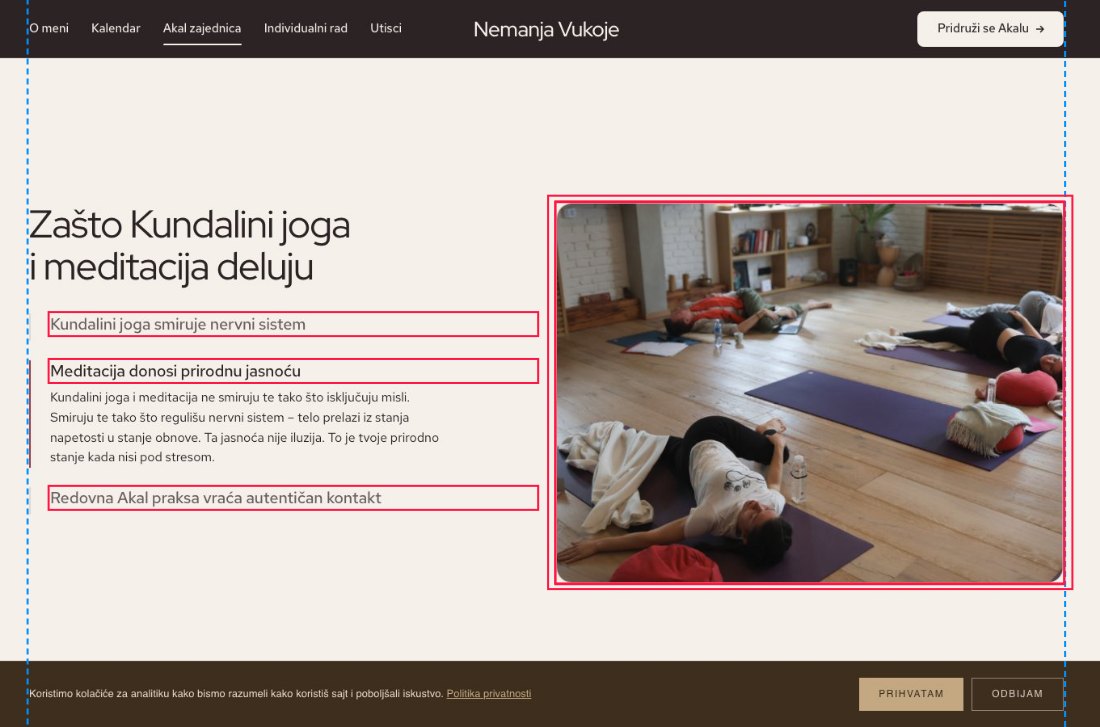 O meni
Kalendar
Akal zajednica
Individualni rad
Utisci
Nemanja Vukoje
Pridruži se Akalu →
Zašto Kundalini joga
i meditacija deluju
Kundalini joga smiruje nervni sistem
Meditacija donosi prirodnu jasnoću
Kundalini joga i meditacija ne smiruju te tako što isključuju misli.
Smiruju te tako što regulišu nervni sistem – telo prelazi iz stanja
napetosti u stanje obnove. Ta jasnoća nije iluzija. To je tvoje prirodno
stanje kada nisi pod stresom.
Redovna Akal praksa vraća autentičan kontakt
Koristimo kolačiće za analitiku kako bismo razumeli kako koristiš sajt i poboljšali iskustvo. Politika privatnosti
PRIHVATAM
ODBIJAM